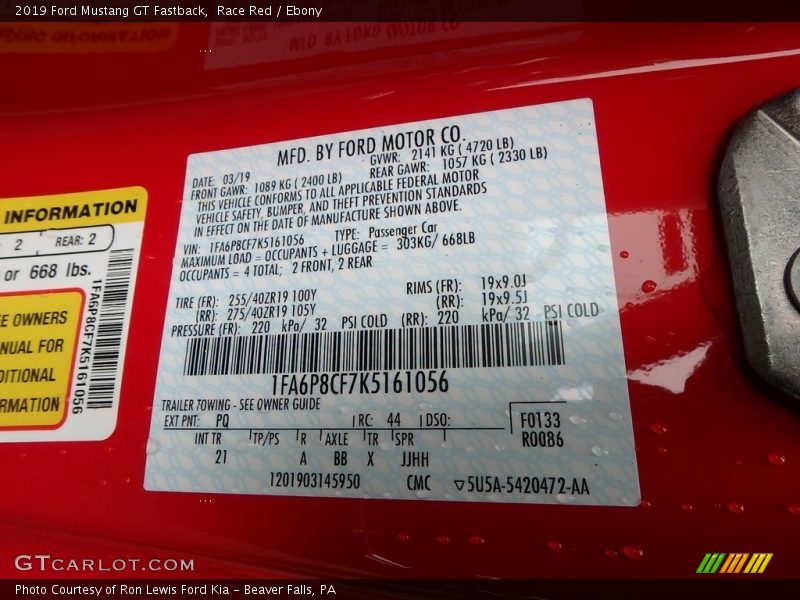 2019 Ford Mustang GT Fastback,  Race Red / Ebony
MFD. BY FORD MOTOR CO.
DATE: 03/19 GVWR: 2141 KG ( 4720 LB)
FRONT GAWR: 1089 KG ( 2400 LB) REAR GAWR: 1057 KG ( 2330 LB)
THIS VEHICLE CONFORMS TO ALL APPLICABLE FEDERAL MOTOR
VEHICLE SAFETY, BUMPER, AND THEFT PREVENTION STANDARDS
IN EFFECT ON THE DATE OF MANUFACTURE SHOWN ABOVE.
VIN: 1FA6P8CF7K5161056 TYPE: Passenger Car
MAXIMUM LOAD = OCCUPANTS + LUGGAGE = 303KG/ 668LB
OCCUPANTS = 4 TOTAL; 2 FRONT, 2 REAR
TIRE (FR): 255/40ZR19 100Y RIMS (FR): 19x9.0J
(RR): 275/40ZR19 105Y (RR): 19x9.5J
PRESSURE (FR): 220 kPa/ 32 PSI COLD (RR): 220 kPa/ 32 PSI COLD
1FA6P8CF7K5161056
TRAILER TOWING - SEE OWNER GUIDE
EXT PNT: PQ RC: 44 DSO: F0133
INT TR TP/PS R AXLE TR SPR R0086
21 A BB X JJHH
1201903145950 CMC 5U5A-5420472-AA
INFORMATION
2 REAR: 2
or 668 lbs.
OWNERS
FOR
1FA6P8CF7K5161056
GTCARLOT.COM
Photo Courtesy of Ron Lewis Ford Kia - Beaver Falls, PA